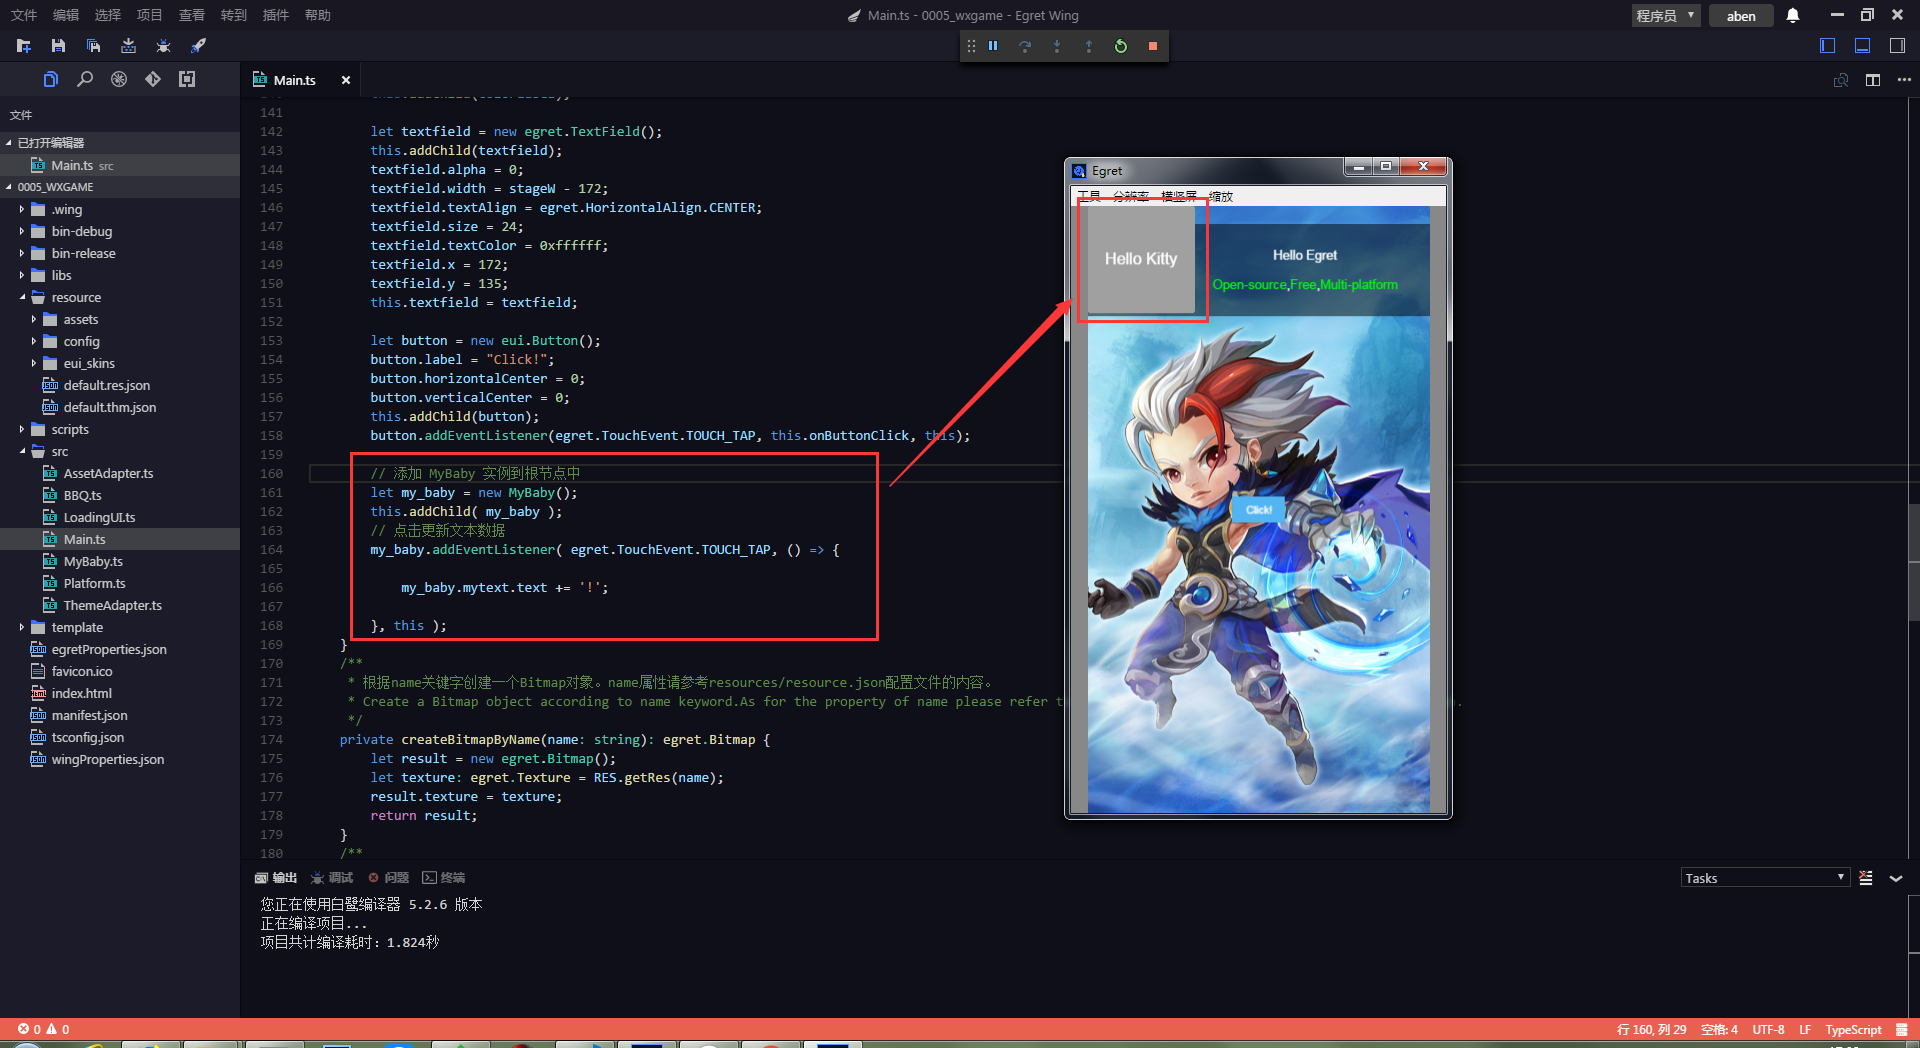 文件 编辑 选择 项目 查看 转到 插件 帮助
Main.ts - 0005_wxgame - Egret Wing
程序员
aben
Main.ts
文件
已打开编辑器
Main.ts src
0005_WXGAME
.wing
bin-debug
bin-release
libs
resource
assets
config
eui_skins
default.res.json
default.thm.json
scripts
src
AssetAdapter.ts
BBQ.ts
LoadingUI.ts
Main.ts
MyBaby.ts
Platform.ts
ThemeAdapter.ts
template
egretProperties.json
favicon.ico
index.html
manifest.json
tsconfig.json
wingProperties.json
141
142 let textfield = new egret.TextField();
143 this.addChild(textfield);
144 textfield.alpha = 0;
145 textfield.width = stageW - 172;
146 textfield.textAlign = egret.HorizontalAlign.CENTER;
147 textfield.size = 24;
148 textfield.textColor = 0xffffff;
149 textfield.x = 172;
150 textfield.y = 135;
151 this.textfield = textfield;
152
153 let button = new eui.Button();
154 button.label = "Click!";
155 button.horizontalCenter = 0;
156 button.verticalCenter = 0;
157 this.addChild(button);
158 button.addEventListener(egret.TouchEvent.TOUCH_TAP, this.onButtonClick, this);
159
160 // 添加 MyBaby 实例到根节点中
161 let my_baby = new MyBaby();
162 this.addChild( my_baby );
163 // 点击更新文本数据
164 my_baby.addEventListener( egret.TouchEvent.TOUCH_TAP, () => {
165
166 my_baby.mytext.text += '!';
167
168 }, this );
169 }
170 /**
171 * 根据name关键字创建一个Bitmap对象。name属性请参考resources/resource.json配置文件的内容。
172 * Create a Bitmap object according to name keyword.As for the property of name please refer t
173 */
174 private createBitmapByName(name: string): egret.Bitmap {
175 let result = new egret.Bitmap();
176 let texture: egret.Texture = RES.getRes(name);
177 result.texture = texture;
178 return result;
179 }
180 /**
Egret
工具 分辨率 横竖屏 缩放
Hello Kitty
Hello Egret
Open-source,Free,Multi-platform
Click!
输出 调试 问题 终端
Tasks
您正在使用白鹭编译器 5.2.6 版本
正在编译项目...
项目共计编译耗时：1.824秒
0 0
行 160, 列 29 空格: 4 UTF-8 LF TypeScript